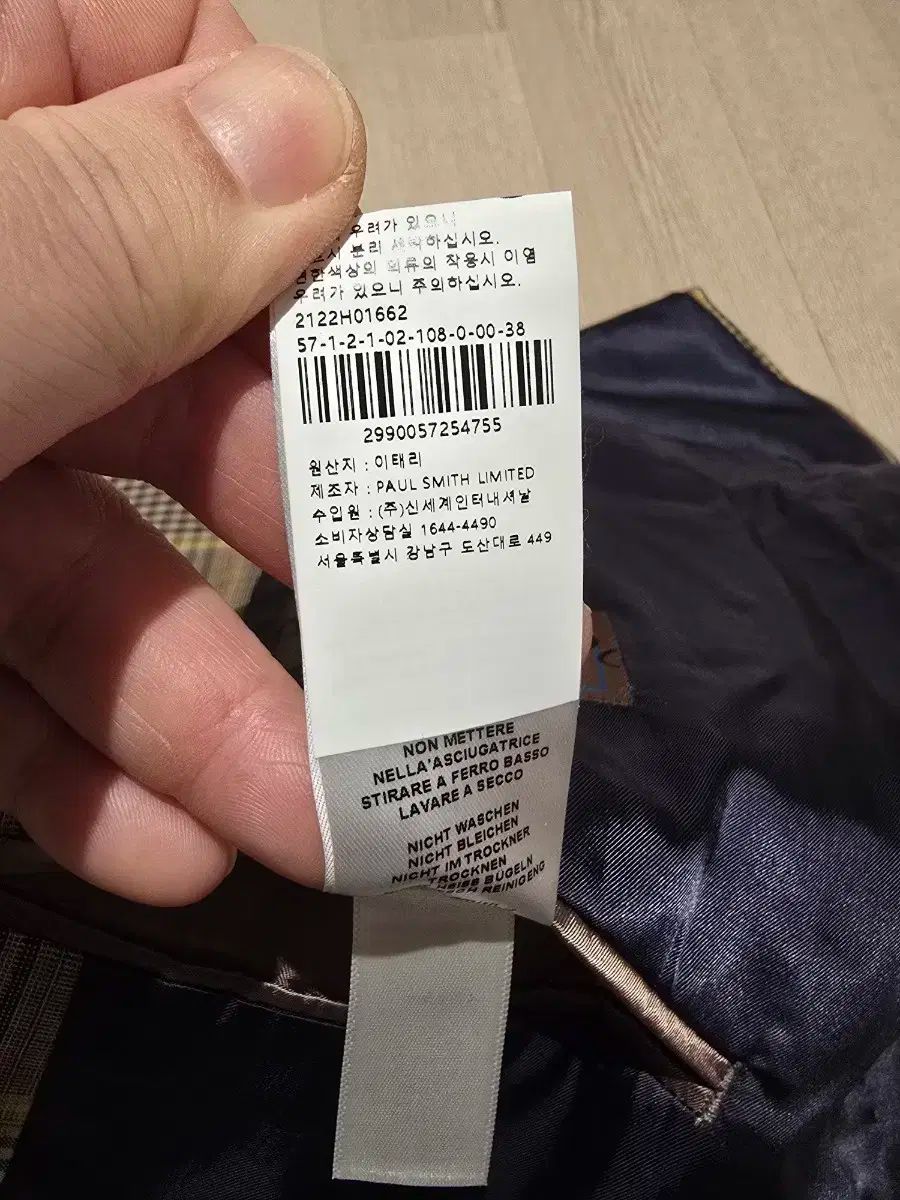 우려가 있으니
분리 세탁하십시오.
진한색상의 의류의 착용시 이염
우려가 있으니 주의하십시오.
2122H01662
57-1-2-1-02-108-0-00-38
2990057254755
원산지 : 이태리
제조자 : PAUL SMITH LIMITED
수입원 : (주)신세계인터내셔날
소비자상담실 1644-4490
서울특별시 강남구 도산대로 449
NON METTERE
NELLA'ASCIUGATRICE
STIRARE A FERRO BASSO
LAVARE A SECCO
NICHT WASCHEN
NICHT BLEICHEN
NICHT IM TROCKNER
TROCKNEN
BÜGELN
REINIGENG